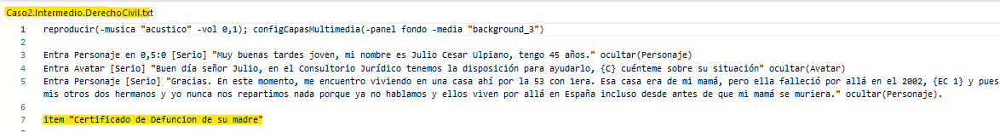 Caso2.Intermedio.DerechoCivil.txt
1 reproducir(-musica "acustico" -vol 0,1); configCapasMultimedia(-panel fondo -media "background_3")
2
3 Entra Personaje en 0,5:0 [Serio] "Muy buenas tardes joven, mi nombre es Julio Cesar Ulpiano, tengo 45 años." ocultar(Personaje)
4 Entra Avatar [Serio] "Buen día señor Julio, en el Consultorio Jurídico tenemos la disposición para ayudarlo, {C} cuénteme sobre su situación" ocultar(Avatar)
5 Entra Personaje [Serio] "Gracias. En este momento, me encuentro viviendo en una casa ahí por la 53 con 1era. Esa casa era de mi mamá, pero ella falleció por allá en el 2002, {EC 1} y pues
mis otros dos hermanos y yo nunca nos repartimos nada porque ya no hablamos y ellos viven por allá en España incluso desde antes de que mi mamá se muriera." ocultar(Personaje).
6
7 item "Certificado de Defuncion de su madre"